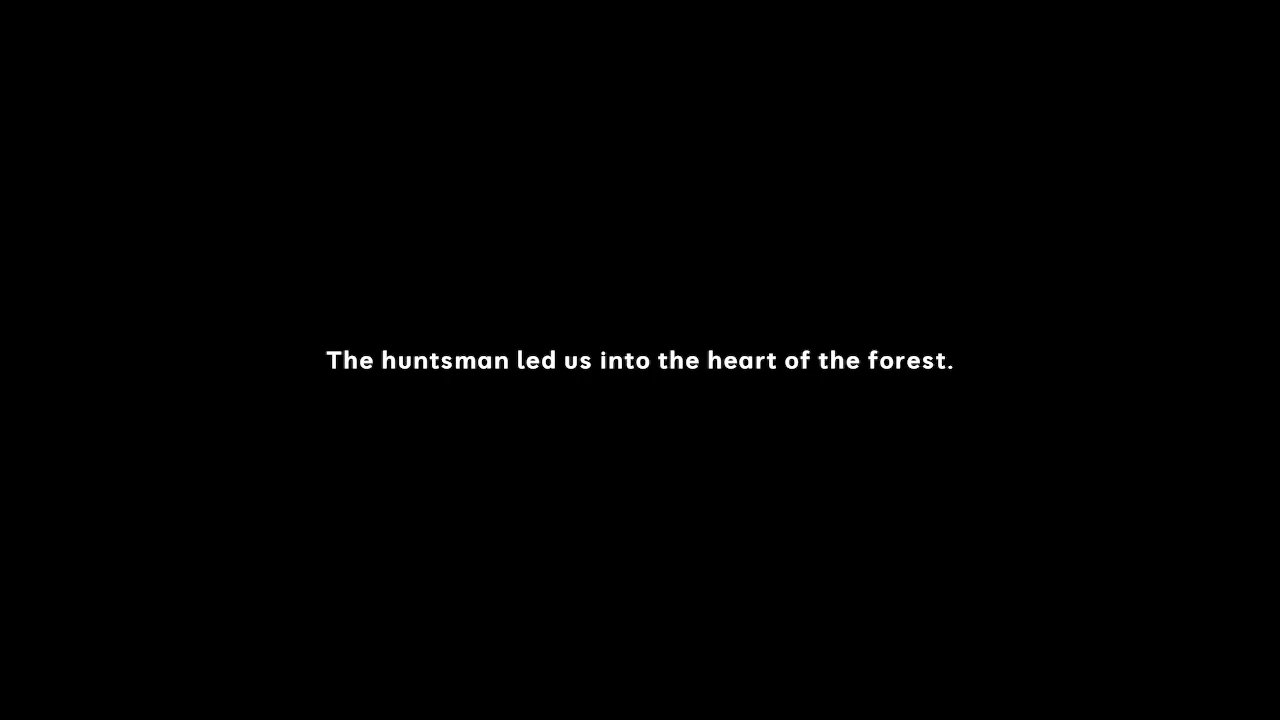 The huntsman led us into the heart of the forest.